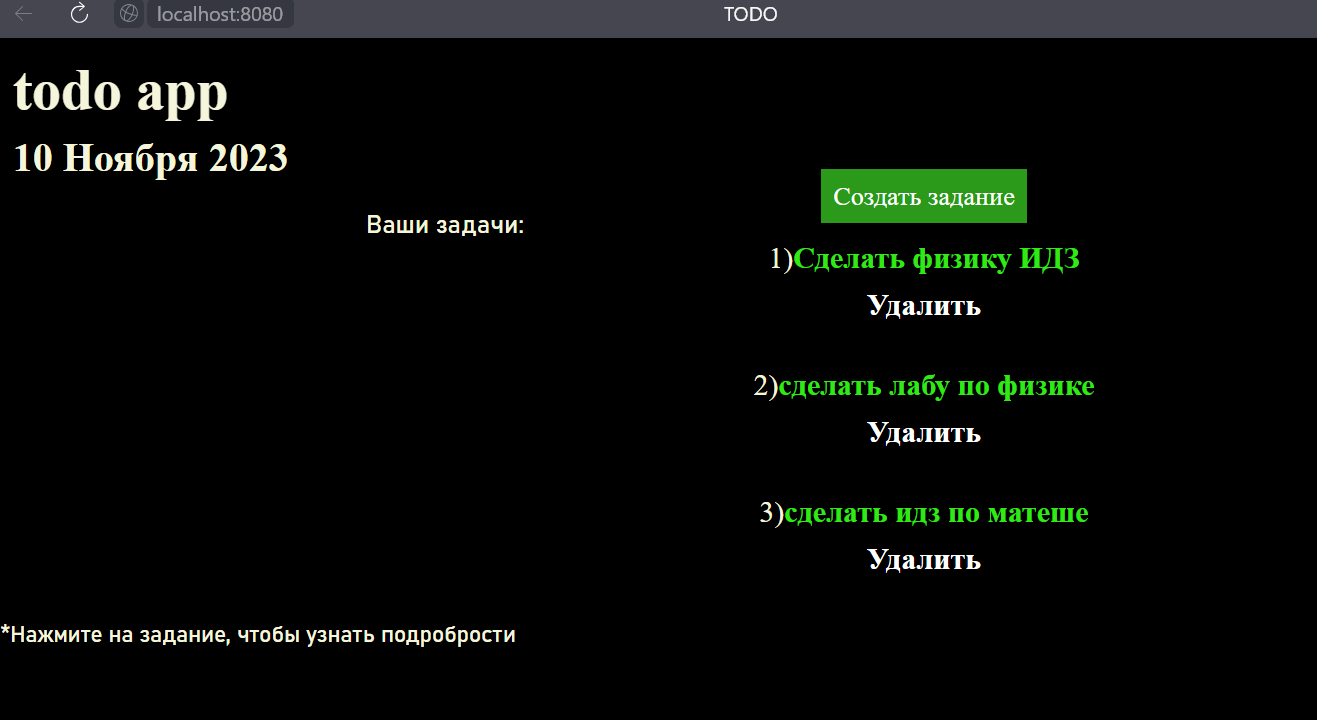 localhost:8080
TODO
todo app
10 Ноября 2023
Создать задание
Ваши задачи:
1)Сделать физику ИДЗ
Удалить
2)сделать лабу по физике
Удалить
3)сделать идз по матеше
Удалить
*Нажмите на задание, чтобы узнать подробрости